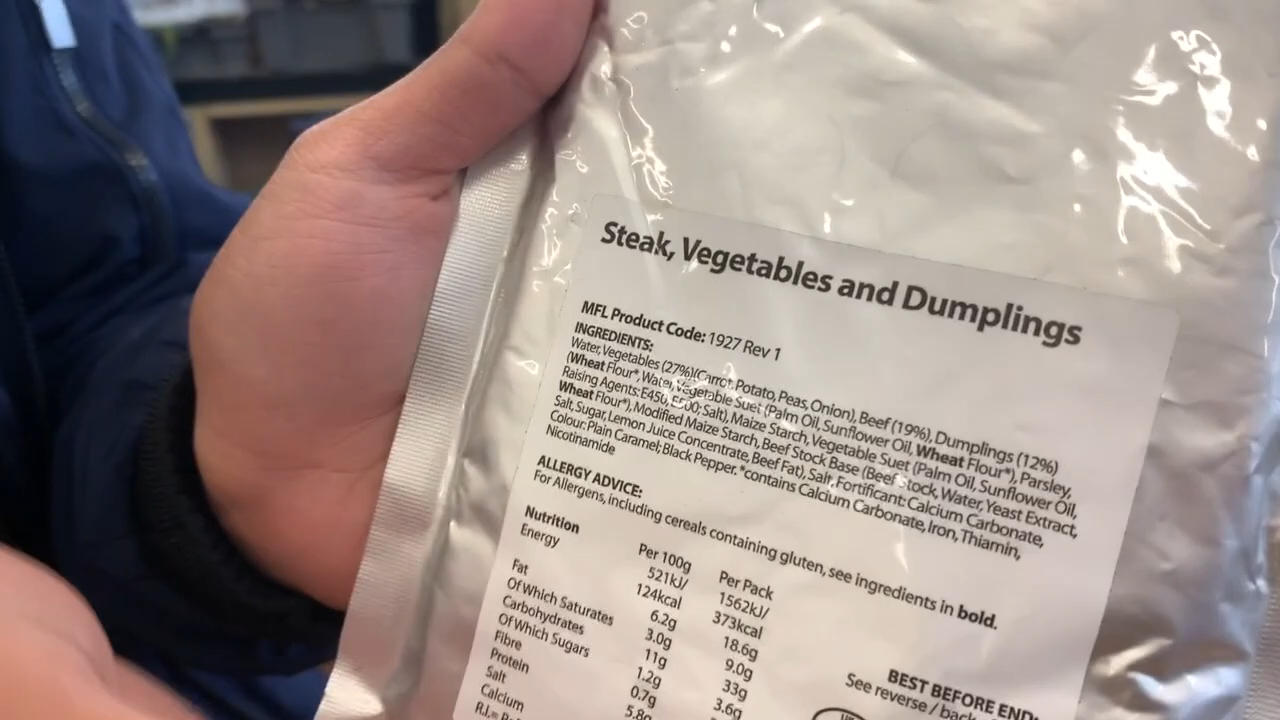 Steak, Vegetables and Dumplings
MFL Product Code: 1927 Rev 1
INGREDIENTS:
Water, Vegetables (27%)(Carrot, Potato, Peas, Onion), Beef (19%), Dumplings (12%)
(Wheat Flour*, Water, Vegetable Suet (Palm Oil, Sunflower Oil, Wheat Flour*), Parsley,
Raising Agents: E450, E500; Salt), Maize Starch, Vegetable Suet (Palm Oil, Sunflower Oil,
Wheat Flour*), Modified Maize Starch, Beef Stock Base (Beef Stock, Water, Yeast Extract,
Salt, Sugar, Lemon Juice Concentrate, Beef Fat), Salt, Fortificant: Calcium Carbonate,
Colour: Plain Caramel; Black Pepper. *contains Calcium Carbonate, Iron, Thiamin,
Nicotinamide
ALLERGY ADVICE:
For Allergens, including cereals containing gluten, see ingredients in bold.
Nutrition Per 100g Per Pack
Energy 521kJ/ 1562kJ/
124kcal 373kcal
Fat 6.2g 18.6g
Of Which Saturates 3.0g 9.0g
Carbohydrates 11g 33g
Of Which Sugars 1.2g 3.6g
Fibre 0.7g
Protein 5.8g
Salt
Calcium
BEST BEFORE END:
See reverse / back